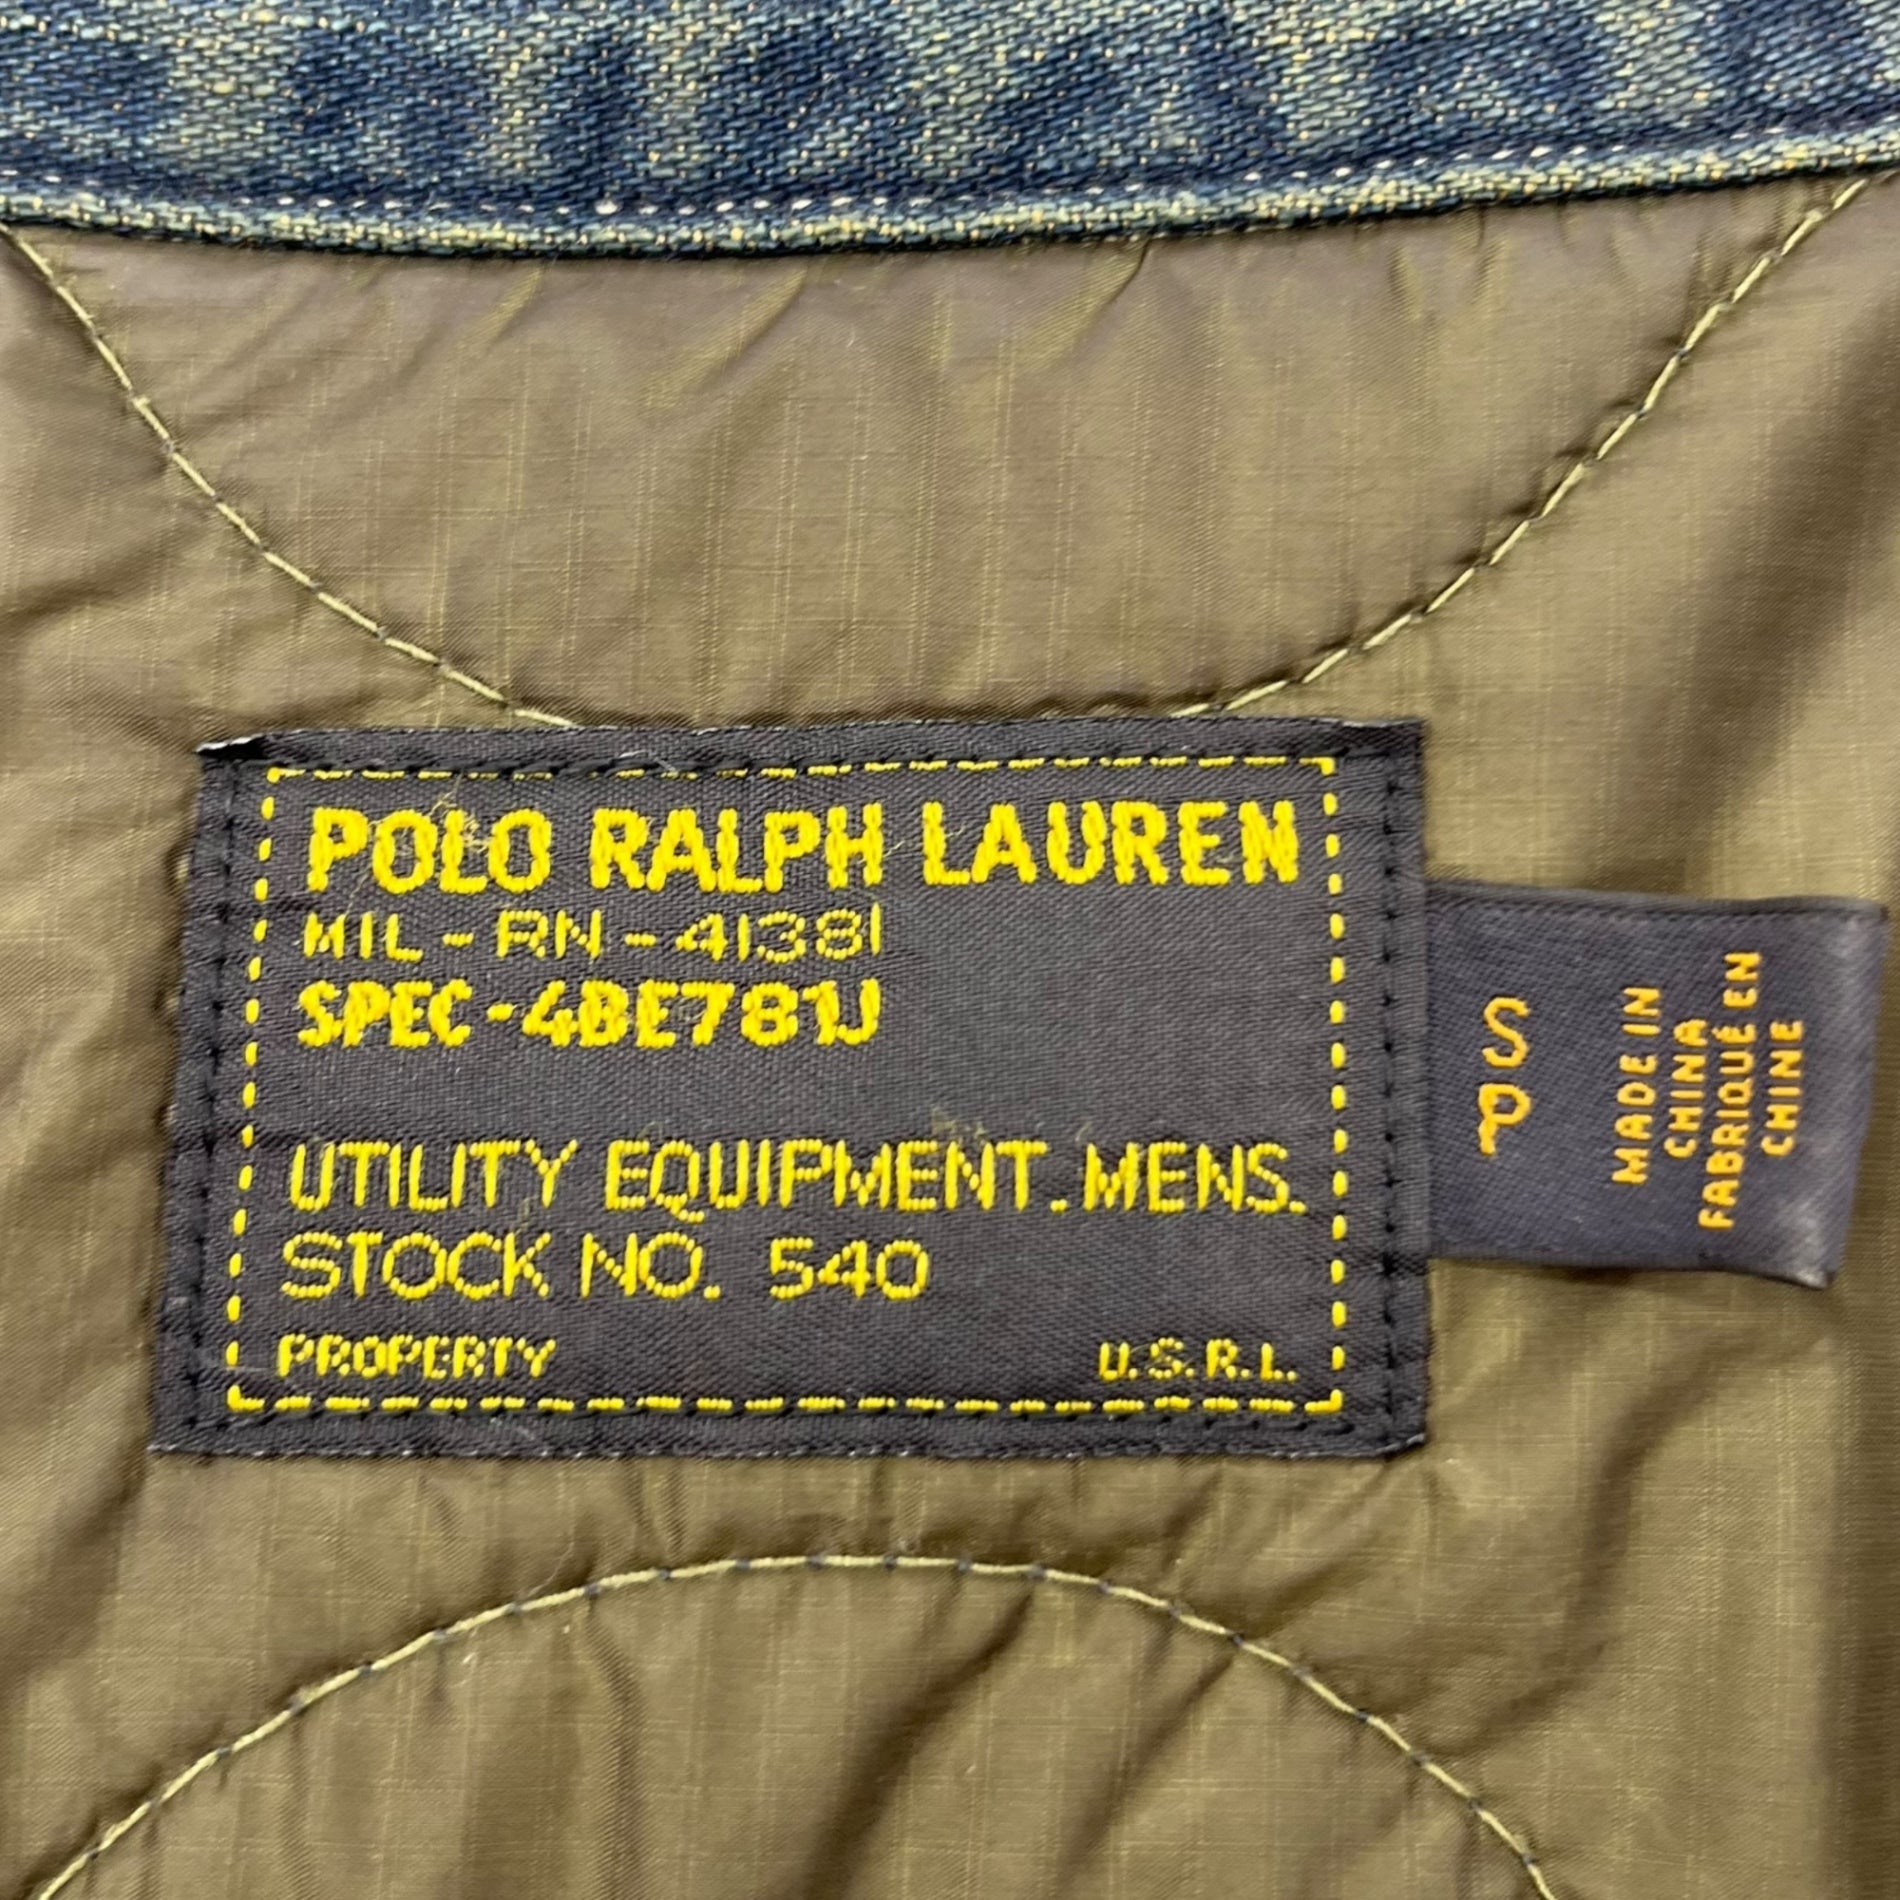 POLO RALPH LAUREN
MIL-RN-41381
SPEC-4BE781J
UTILITY EQUIPMENT. MENS.
STOCK NO. 540
PROPERTY U.S.R.L.
S
P
MADE IN
CHINA
FABRIQUÉ EN
CHINE